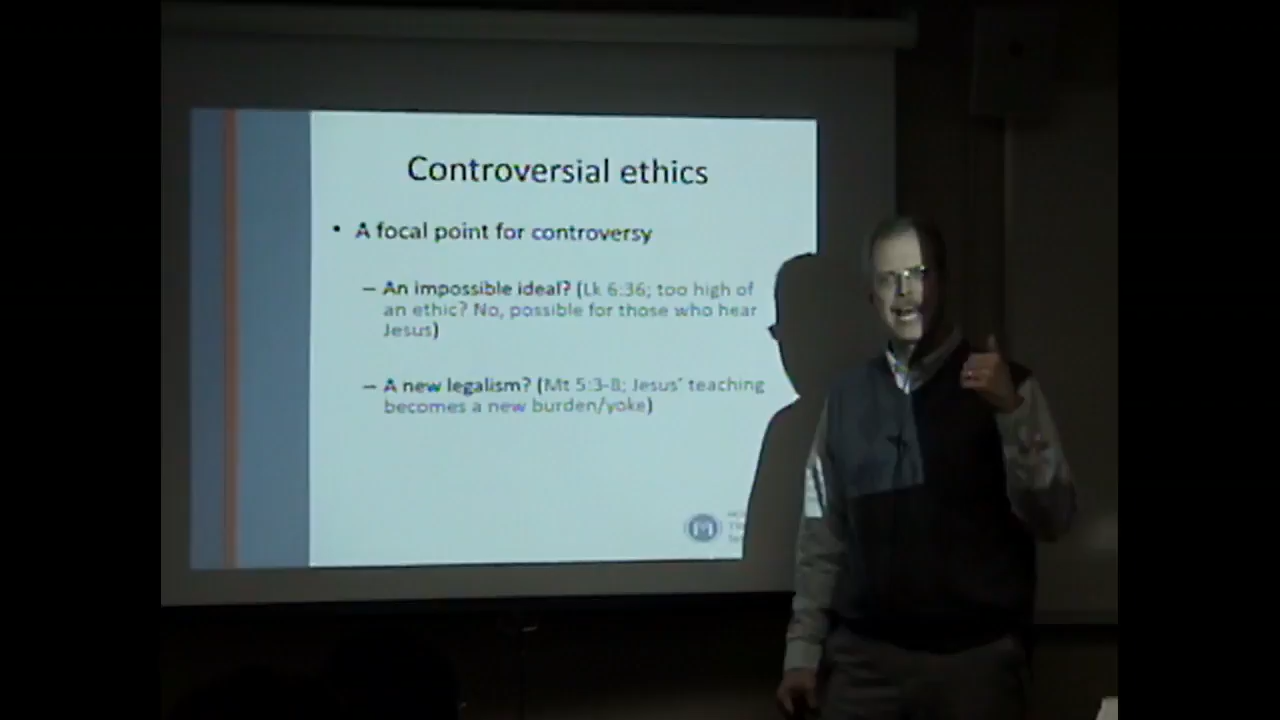 Controversial ethics
• A focal point for controversy
– An impossible ideal? (Lk 6:36; too high of
an ethic? No, possible for those who hear
Jesus)
– A new legalism? (Mt 5:3-8; Jesus' teaching
becomes a new burden/yoke)